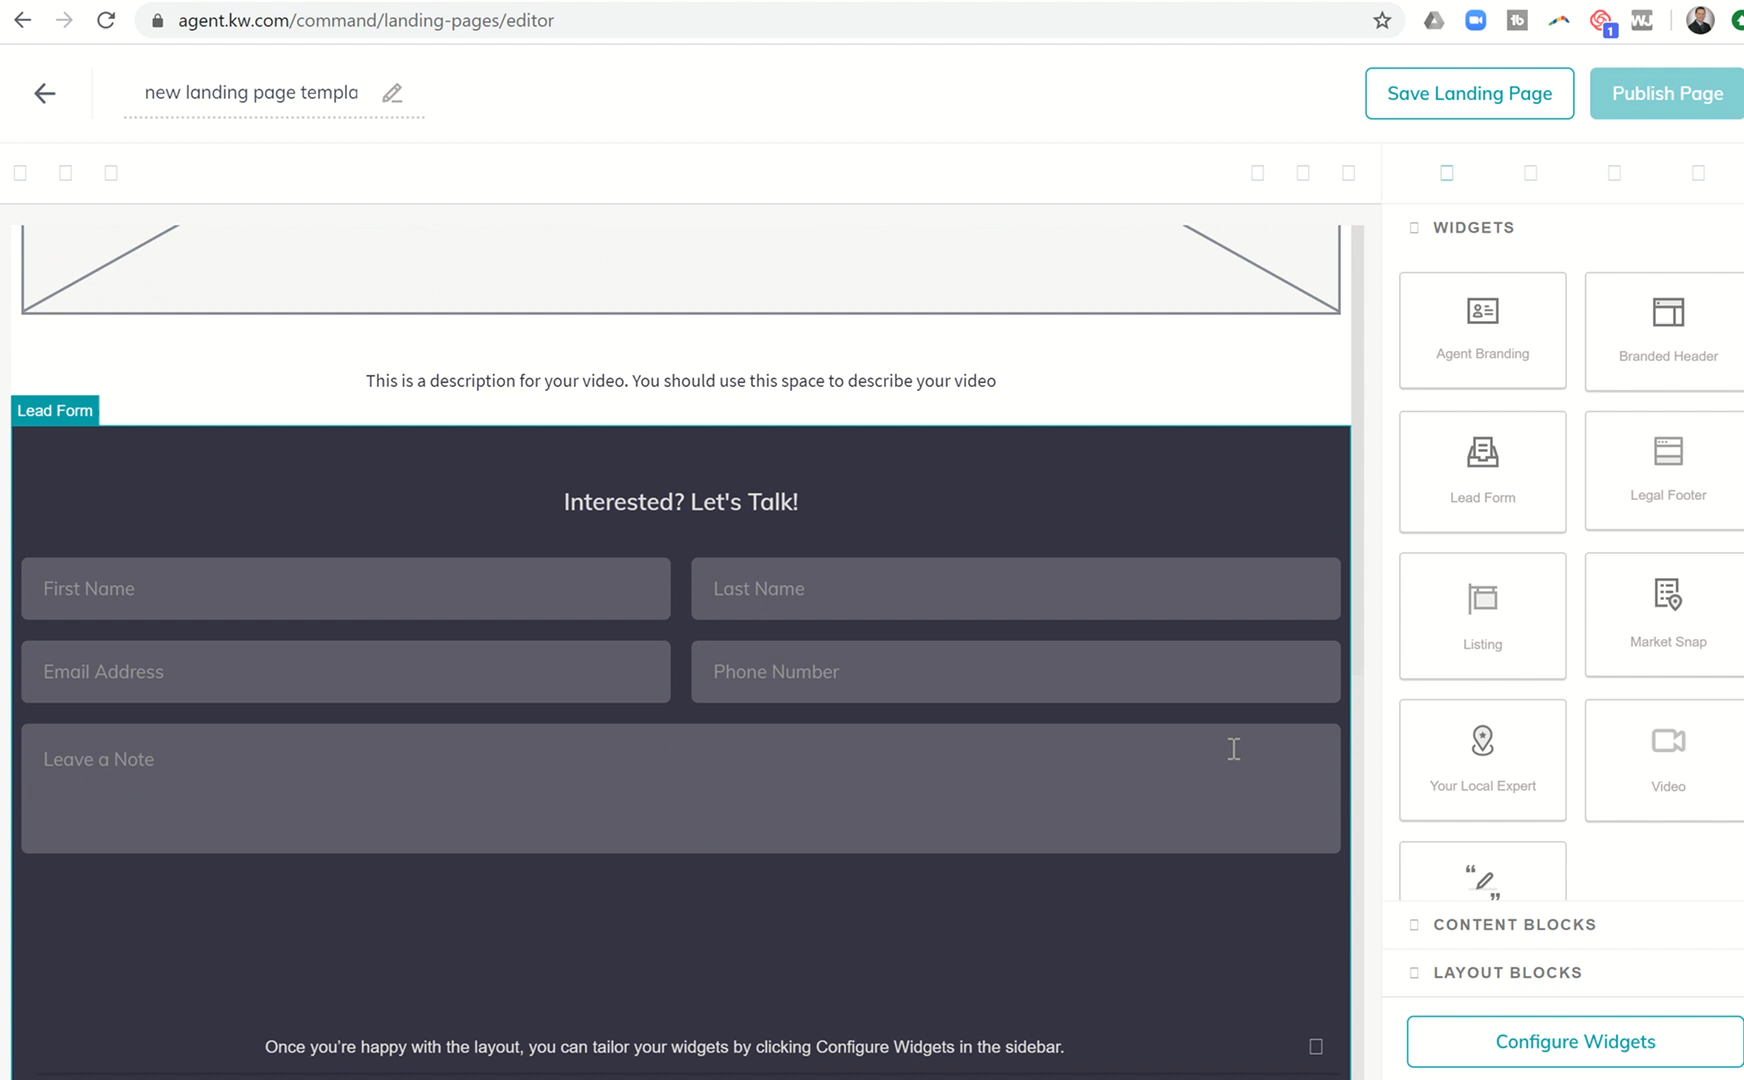 agent.kw.com/command/landing-pages/editor
1
new landing page templa
Save Landing Page
Publish Page
WIDGETS
Agent Branding
Branded Header
This is a description for your video. You should use this space to describe your video
Lead Form
Interested? Let's Talk!
First Name
Last Name
Email Address
Phone Number
Leave a Note
Lead Form
Legal Footer
Listing
Market Snap
Your Local Expert
Video
CONTENT BLOCKS
LAYOUT BLOCKS
Configure Widgets
Once you’re happy with the layout, you can tailor your widgets by clicking Configure Widgets in the sidebar.